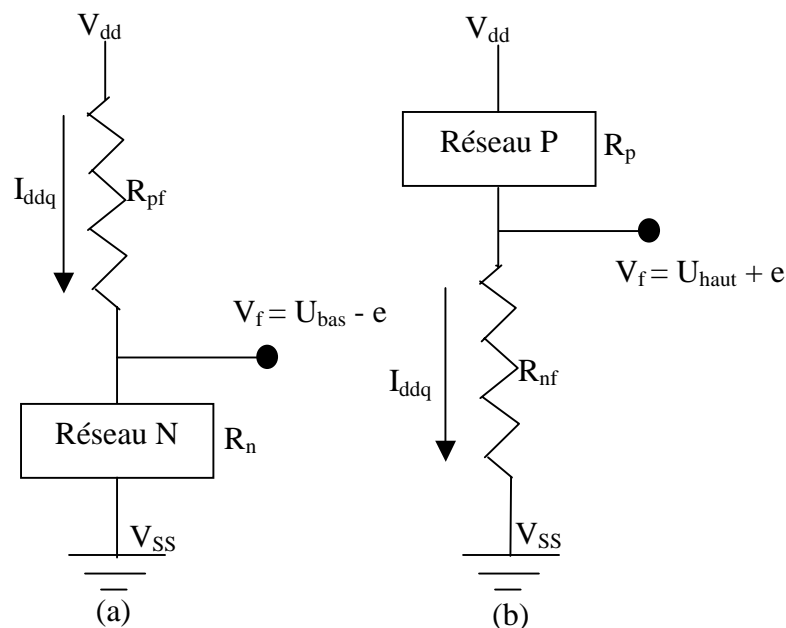 V_dd
I_ddq
R_pf
V_f = U_bas - e
Réseau N
R_n
V_SS
(a)
V_dd
Réseau P
R_p
V_f = U_haut + e
I_ddq
R_nf
V_SS
(b)